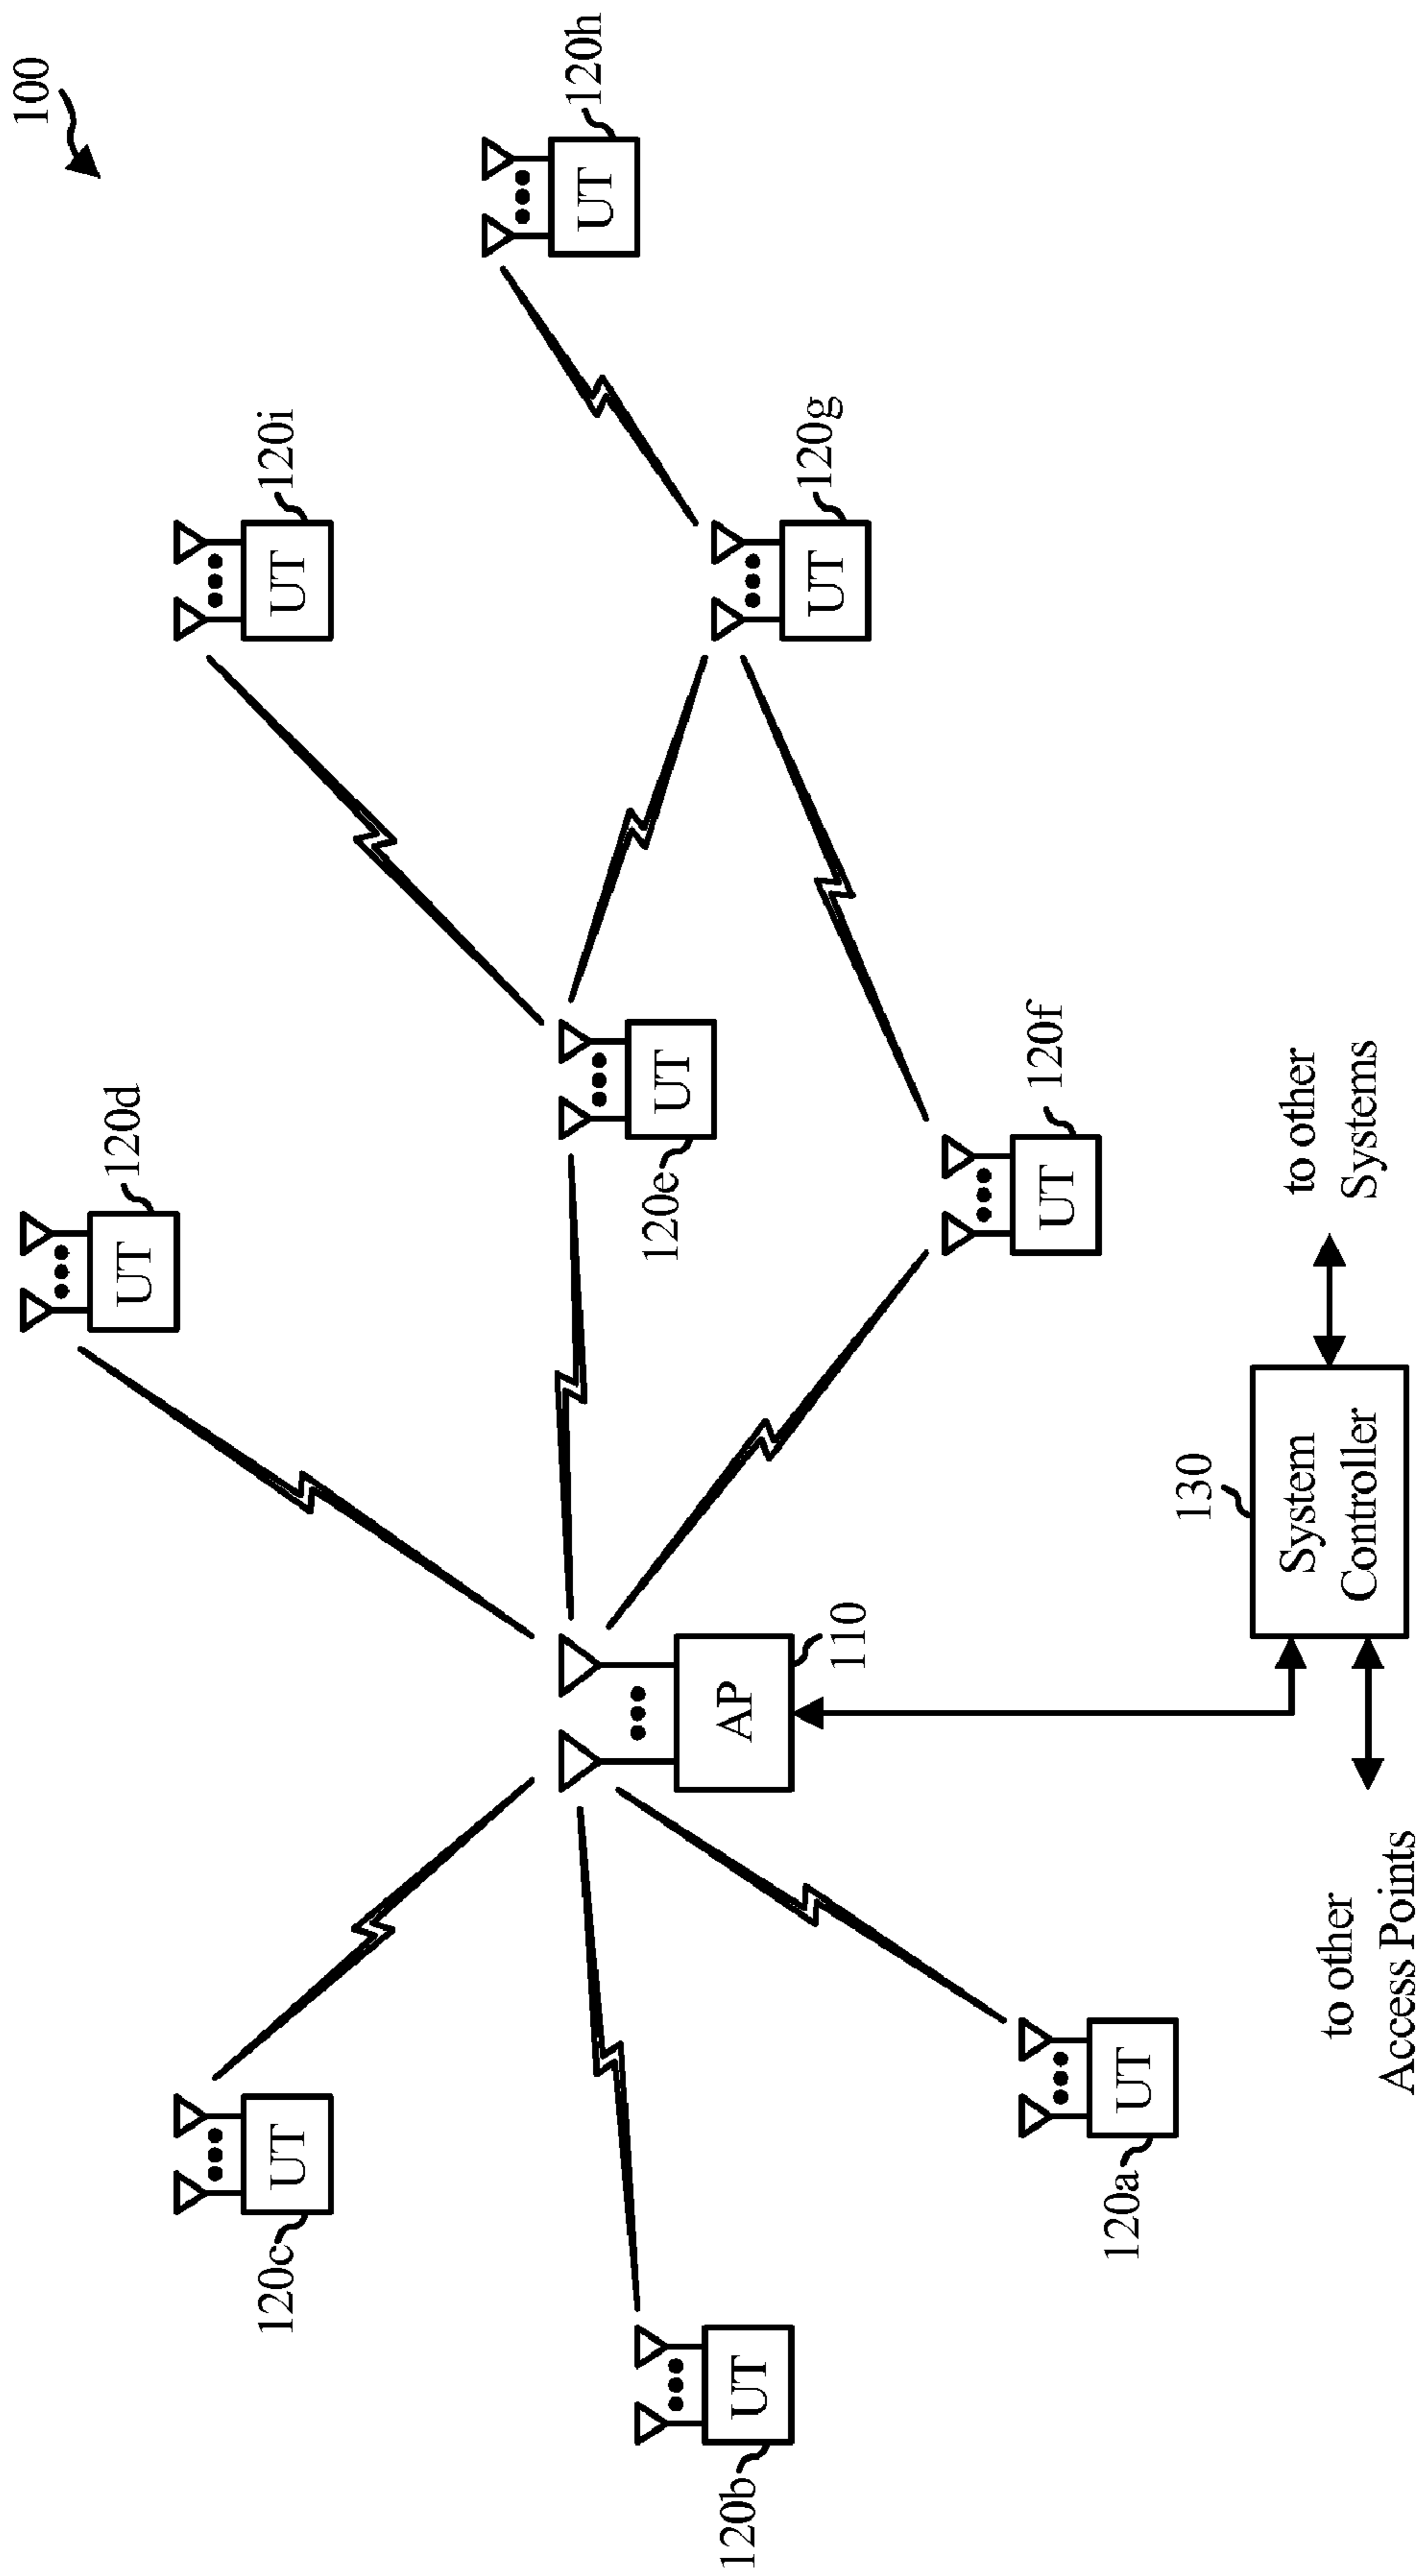 100
120d
UT
120c
UT
120i
UT
120h
UT
120b
UT
AP
110
120e
UT
120g
UT
120a
UT
120f
UT
130
System
Controller
to other
Access Points
to other
Systems